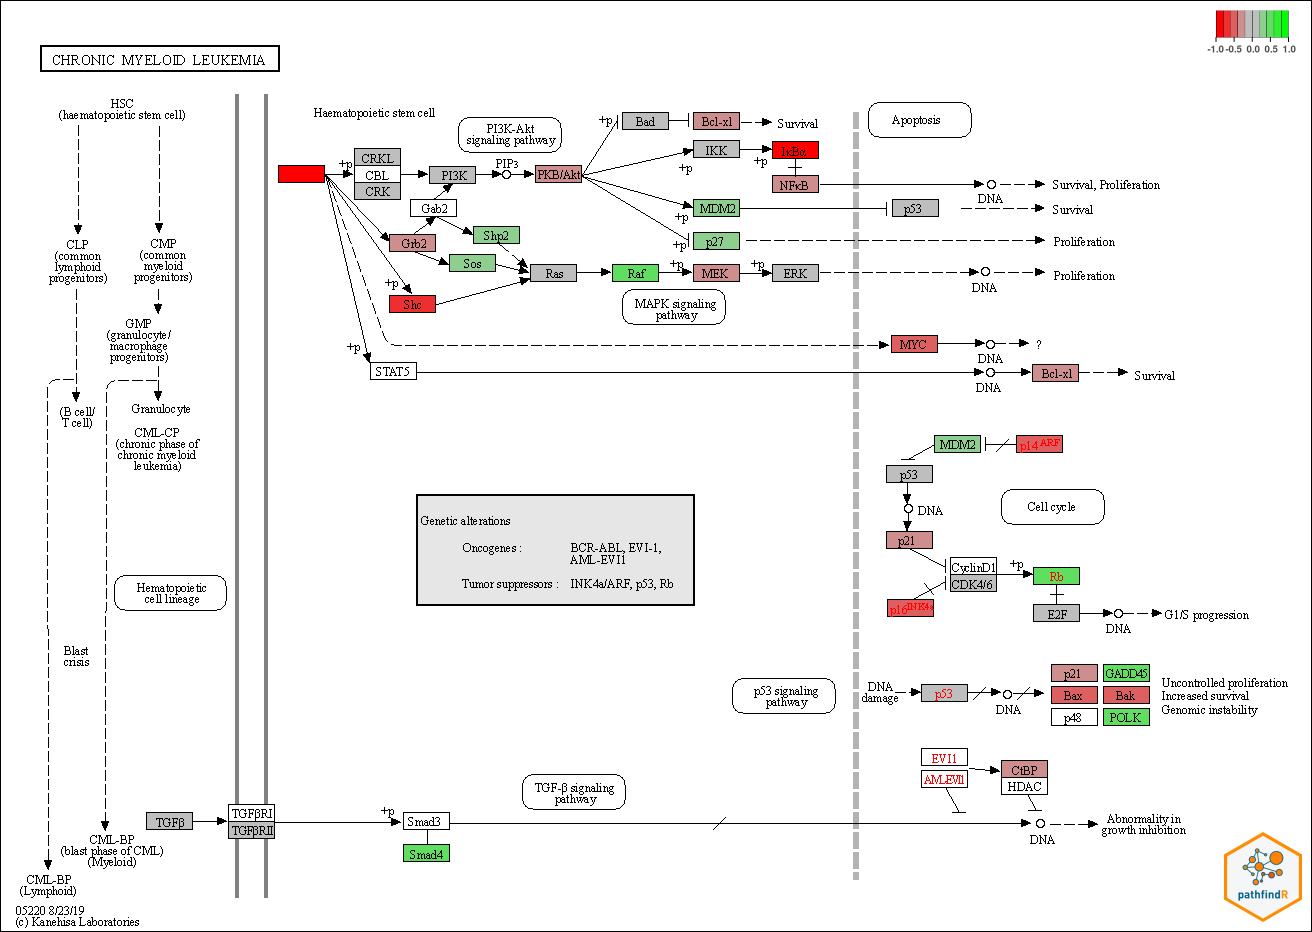 -1.0 -0.5 0.0 0.5 1.0
CHRONIC MYELOID LEUKEMIA
HSC
(haematopoietic stem cell)
CLP
(common
lymphoid
progenitors)
CMP
(common
myeloid
progenitors)
GMP
(granulocyte/
macrophage
progenitors)
(B cell/
T cell)
Granulocyte
CML-CP
(chronic phase of
chronic myeloid
leukemia)
Hematopoietic
cell lineage
Blast
crisis
CML-BP
(blast phase of CML)
(Myeloid)
CML-BP
(Lymphoid)
05220 8/23/19
(c) Kanehisa Laboratories
Haematopoietic stem cell
PI3K-Akt
signaling pathway
+p
CRKL
CBL
CRK
PI3K
PIP3
PKB/Akt
Gab2
Grb2
Shp2
Sos
+p
Shc
Ras
Raf
+p
MEK
+p
ERK
MAPK signaling
pathway
+p
STAT5
+p
Bad
Bcl-xl
Survival
IKK
+p
+p
IκBα
NFκB
DNA
Survival, Proliferation
MDM2
+p
p53
Survival
p27
+p
Proliferation
DNA
Proliferation
Apoptosis
MYC
DNA
?
DNA
Bcl-xl
Survival
MDM2
p14ARF
p53
DNA
Cell cycle
p21
CyclinD1
CDK4/6
+p
Rb
p16INK4a
E2F
DNA
G1/S progression
Genetic alterations
Oncogenes : BCR-ABL, EVI-1,
AML-EVI1
Tumor suppressors : INK4a/ARF, p53, Rb
p53 signaling
pathway
DNA
damage
p53
DNA
p21 GADD45
Bax Bak
p48 POLK
Uncontrolled proliferation
Increased survival
Genomic instability
EVI1
AML-EVI1
CtBP
HDAC
TGF-β signaling
pathway
TGFβ
TGFβRI
TGFβRII
+p
Smad3
Smad4
DNA
Abnormality in
growth inhibition
pathfindR